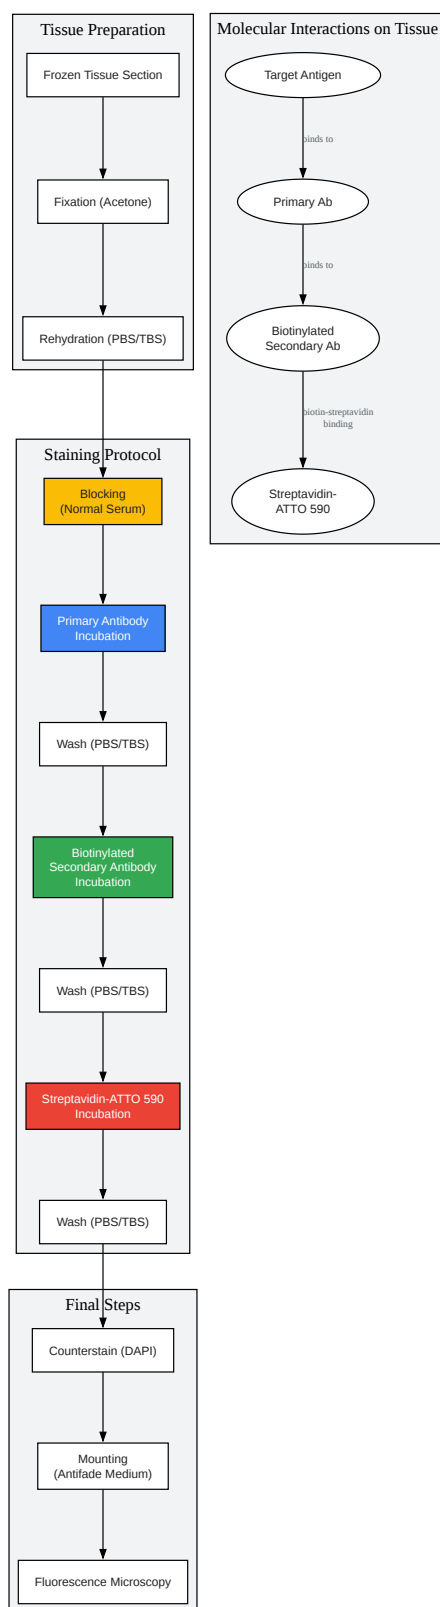 Tissue Preparation
Frozen Tissue Section
Fixation (Acetone)
Rehydration (PBS/TBS)
Staining Protocol
Blocking
(Normal Serum)
Primary Antibody
Incubation
Wash (PBS/TBS)
Biotinylated
Secondary Antibody
Incubation
Wash (PBS/TBS)
Streptavidin-ATTO 590
Incubation
Wash (PBS/TBS)
Final Steps
Counterstain (DAPI)
Mounting
(Antifade Medium)
Fluorescence Microscopy
Molecular Interactions on Tissue
Target Antigen
binds to
Primary Ab
binds to
Biotinylated
Secondary Ab
biotin-streptavidin
binding
Streptavidin-
ATTO 590